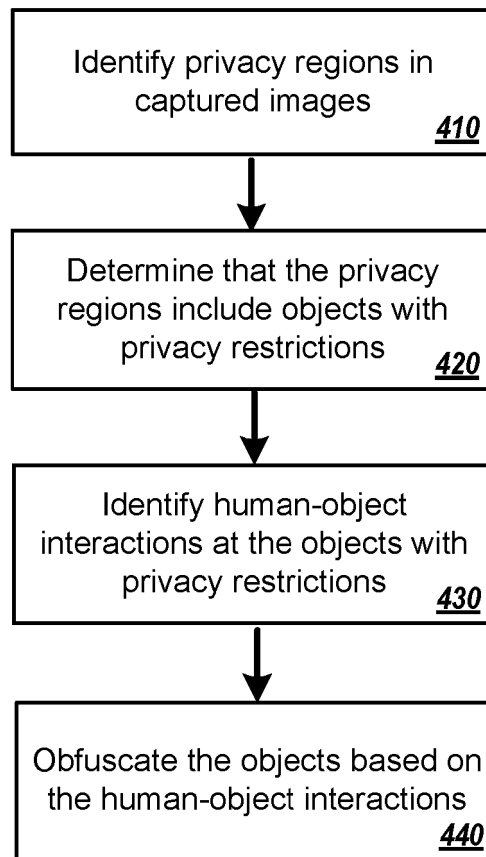 Identify privacy regions in
captured images
410
Determine that the privacy
regions include objects with
privacy restrictions
420
Identify human-object
interactions at the objects with
privacy restrictions
430
Obfuscate the objects based on
the human-object interactions
440